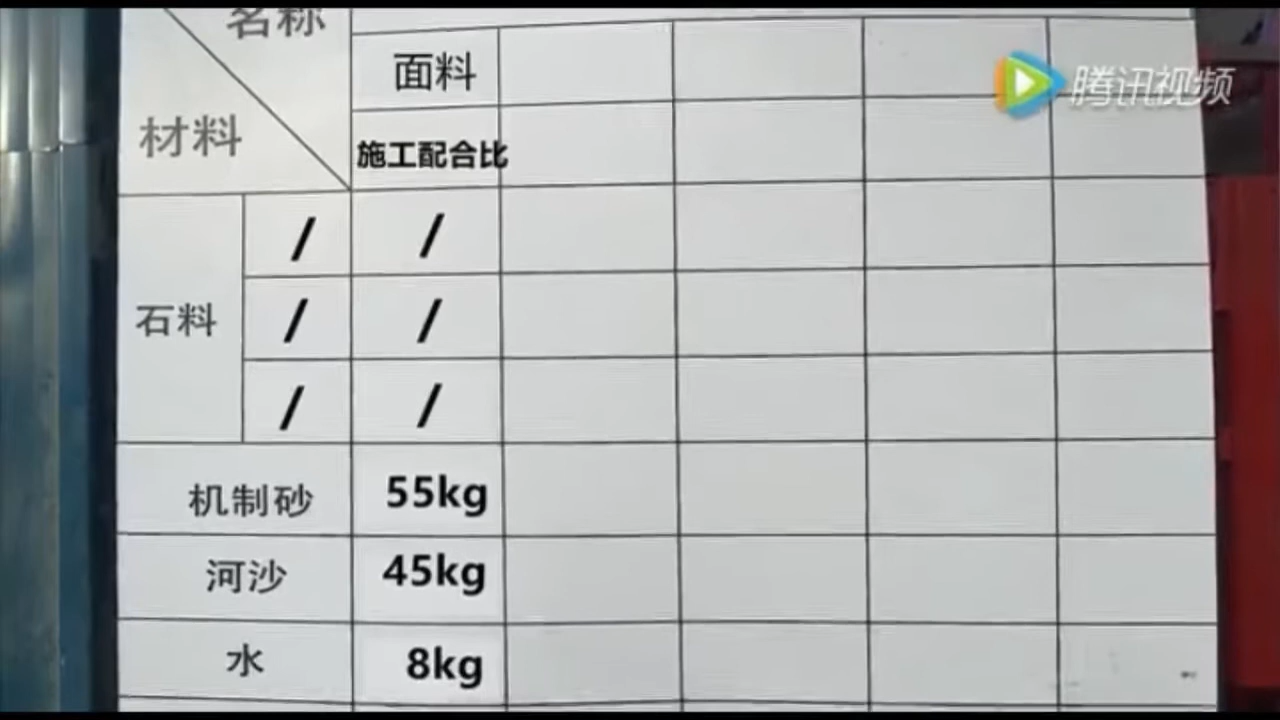 名称
面料
腾讯视频
材料
施工配合比
/ /
石料
/ /
/ /
机制砂 55kg
河沙 45kg
水 8kg